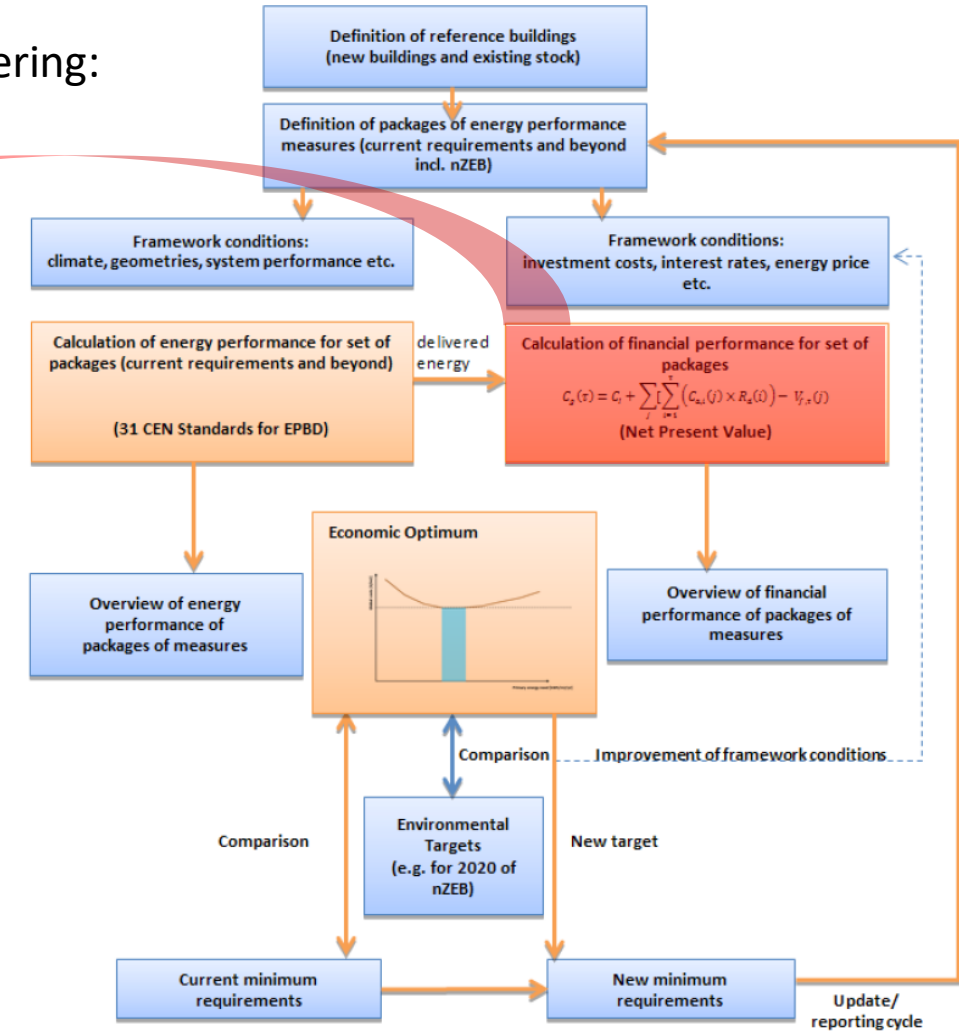 ering:
Definition of reference buildings
(new buildings and existing stock)
Definition of packages of energy performance
measures (current requirements and beyond
incl. nZEB)
Framework conditions:
climate, geometries, system performance etc.
Framework conditions:
investment costs, interest rates, energy price
etc.
Calculation of energy performance for set of
packages (current requirements and beyond)
(31 CEN Standards for EPBD)
delivered
energy
Calculation of financial performance for set of
packages
(Net Present Value)
Economic Optimum
Overview of energy
performance of
packages of measures
Overview of financial
performance of packages of
measures
Comparison
Improvement of framework conditions
Environmental
Targets
(e.g. for 2020 of
nZEB)
Comparison
New target
Current minimum
requirements
New minimum
requirements
Update/
reporting cycle